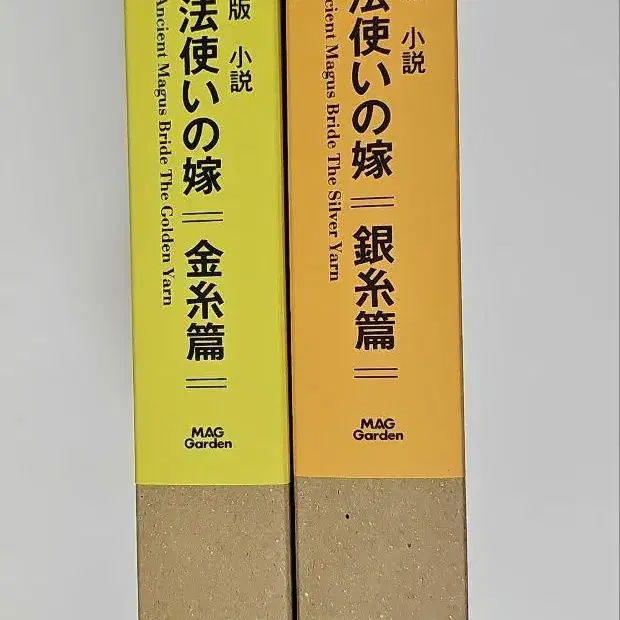 版 小説
法使いの嫁 金糸篇
Ancient Magus Bride The Golden Yarn
MAG
Garden
小説
法使いの嫁 銀糸篇
cient Magus Bride The Silver Yarn
MAG
Garden